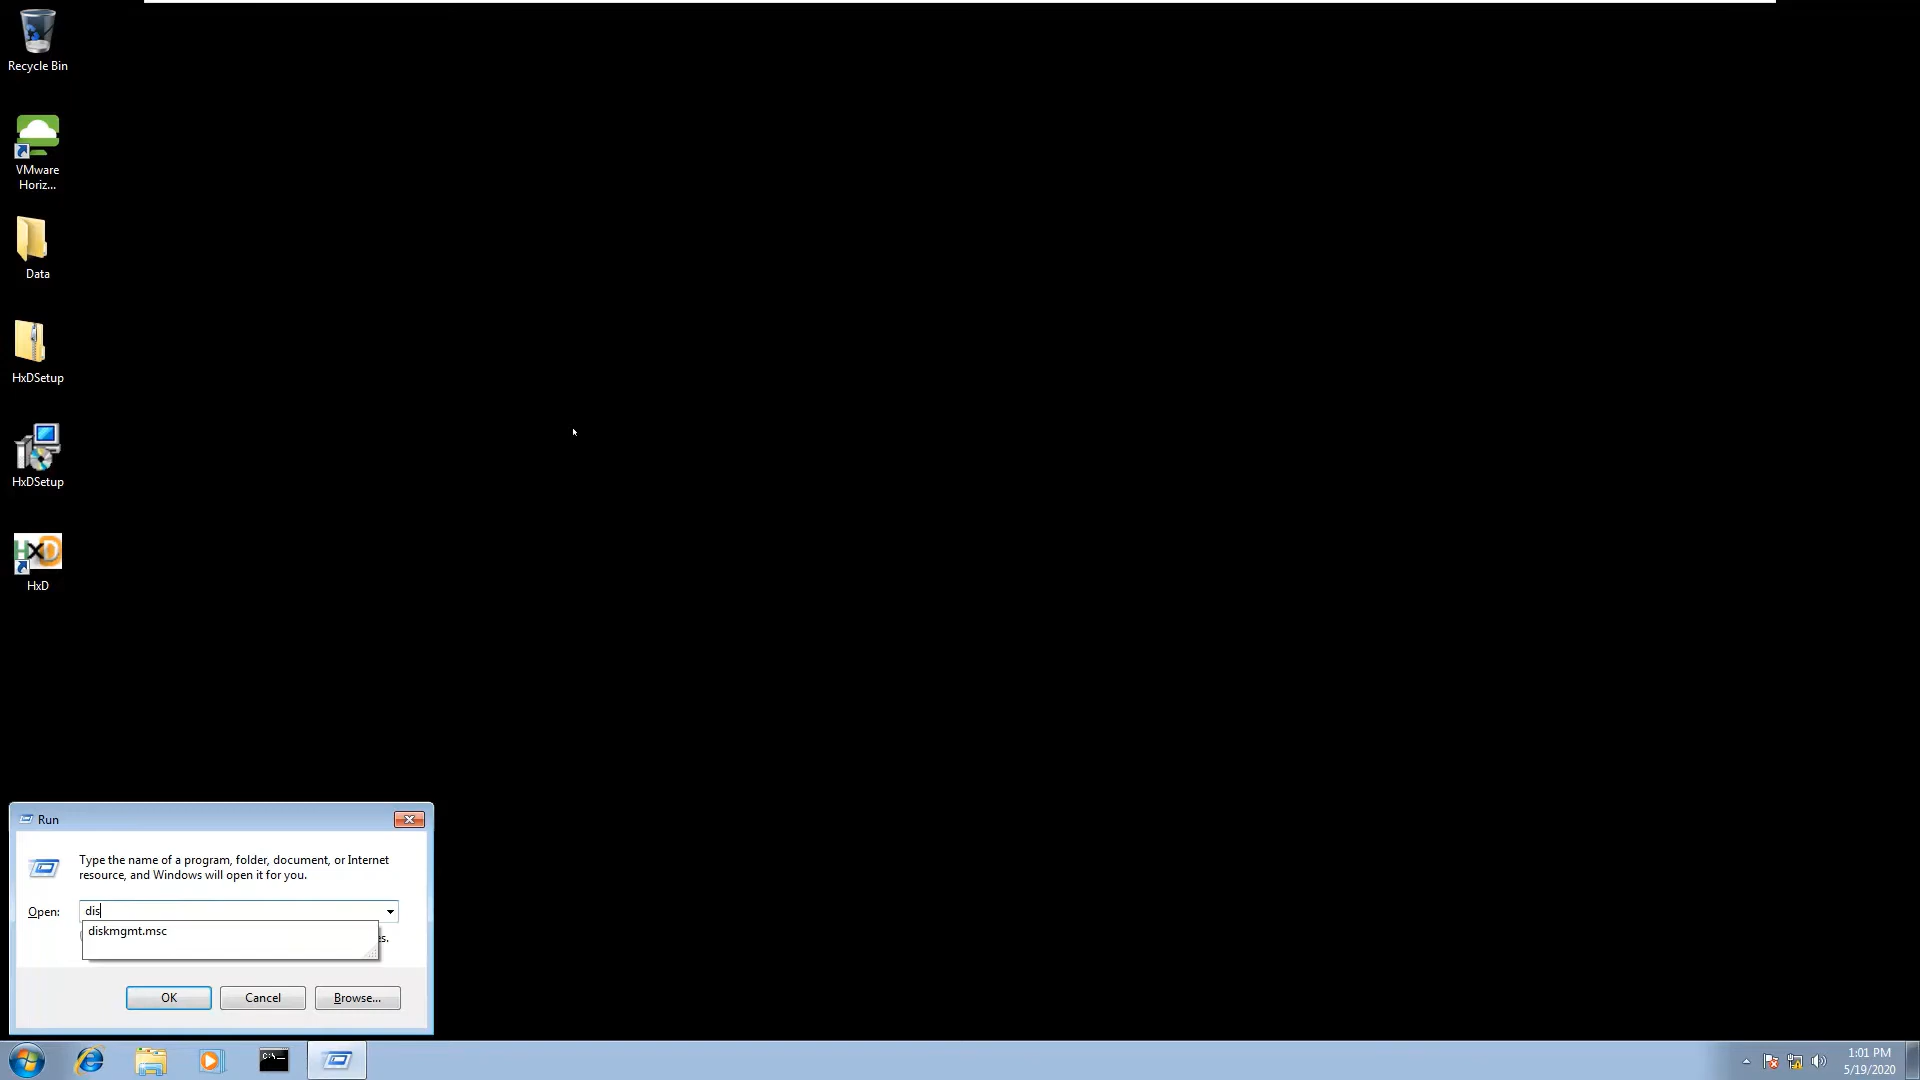 Recycle Bin
VMware
Horiz...
Data
HxDSetup
HxDSetup
HxD
HxD
Run
Type the name of a program, folder, document, or Internet
resource, and Windows will open it for you.
Open: dis
diskmgmt.msc
es.
OK Cancel Browse...
C:\_
1:01 PM
5/19/2020